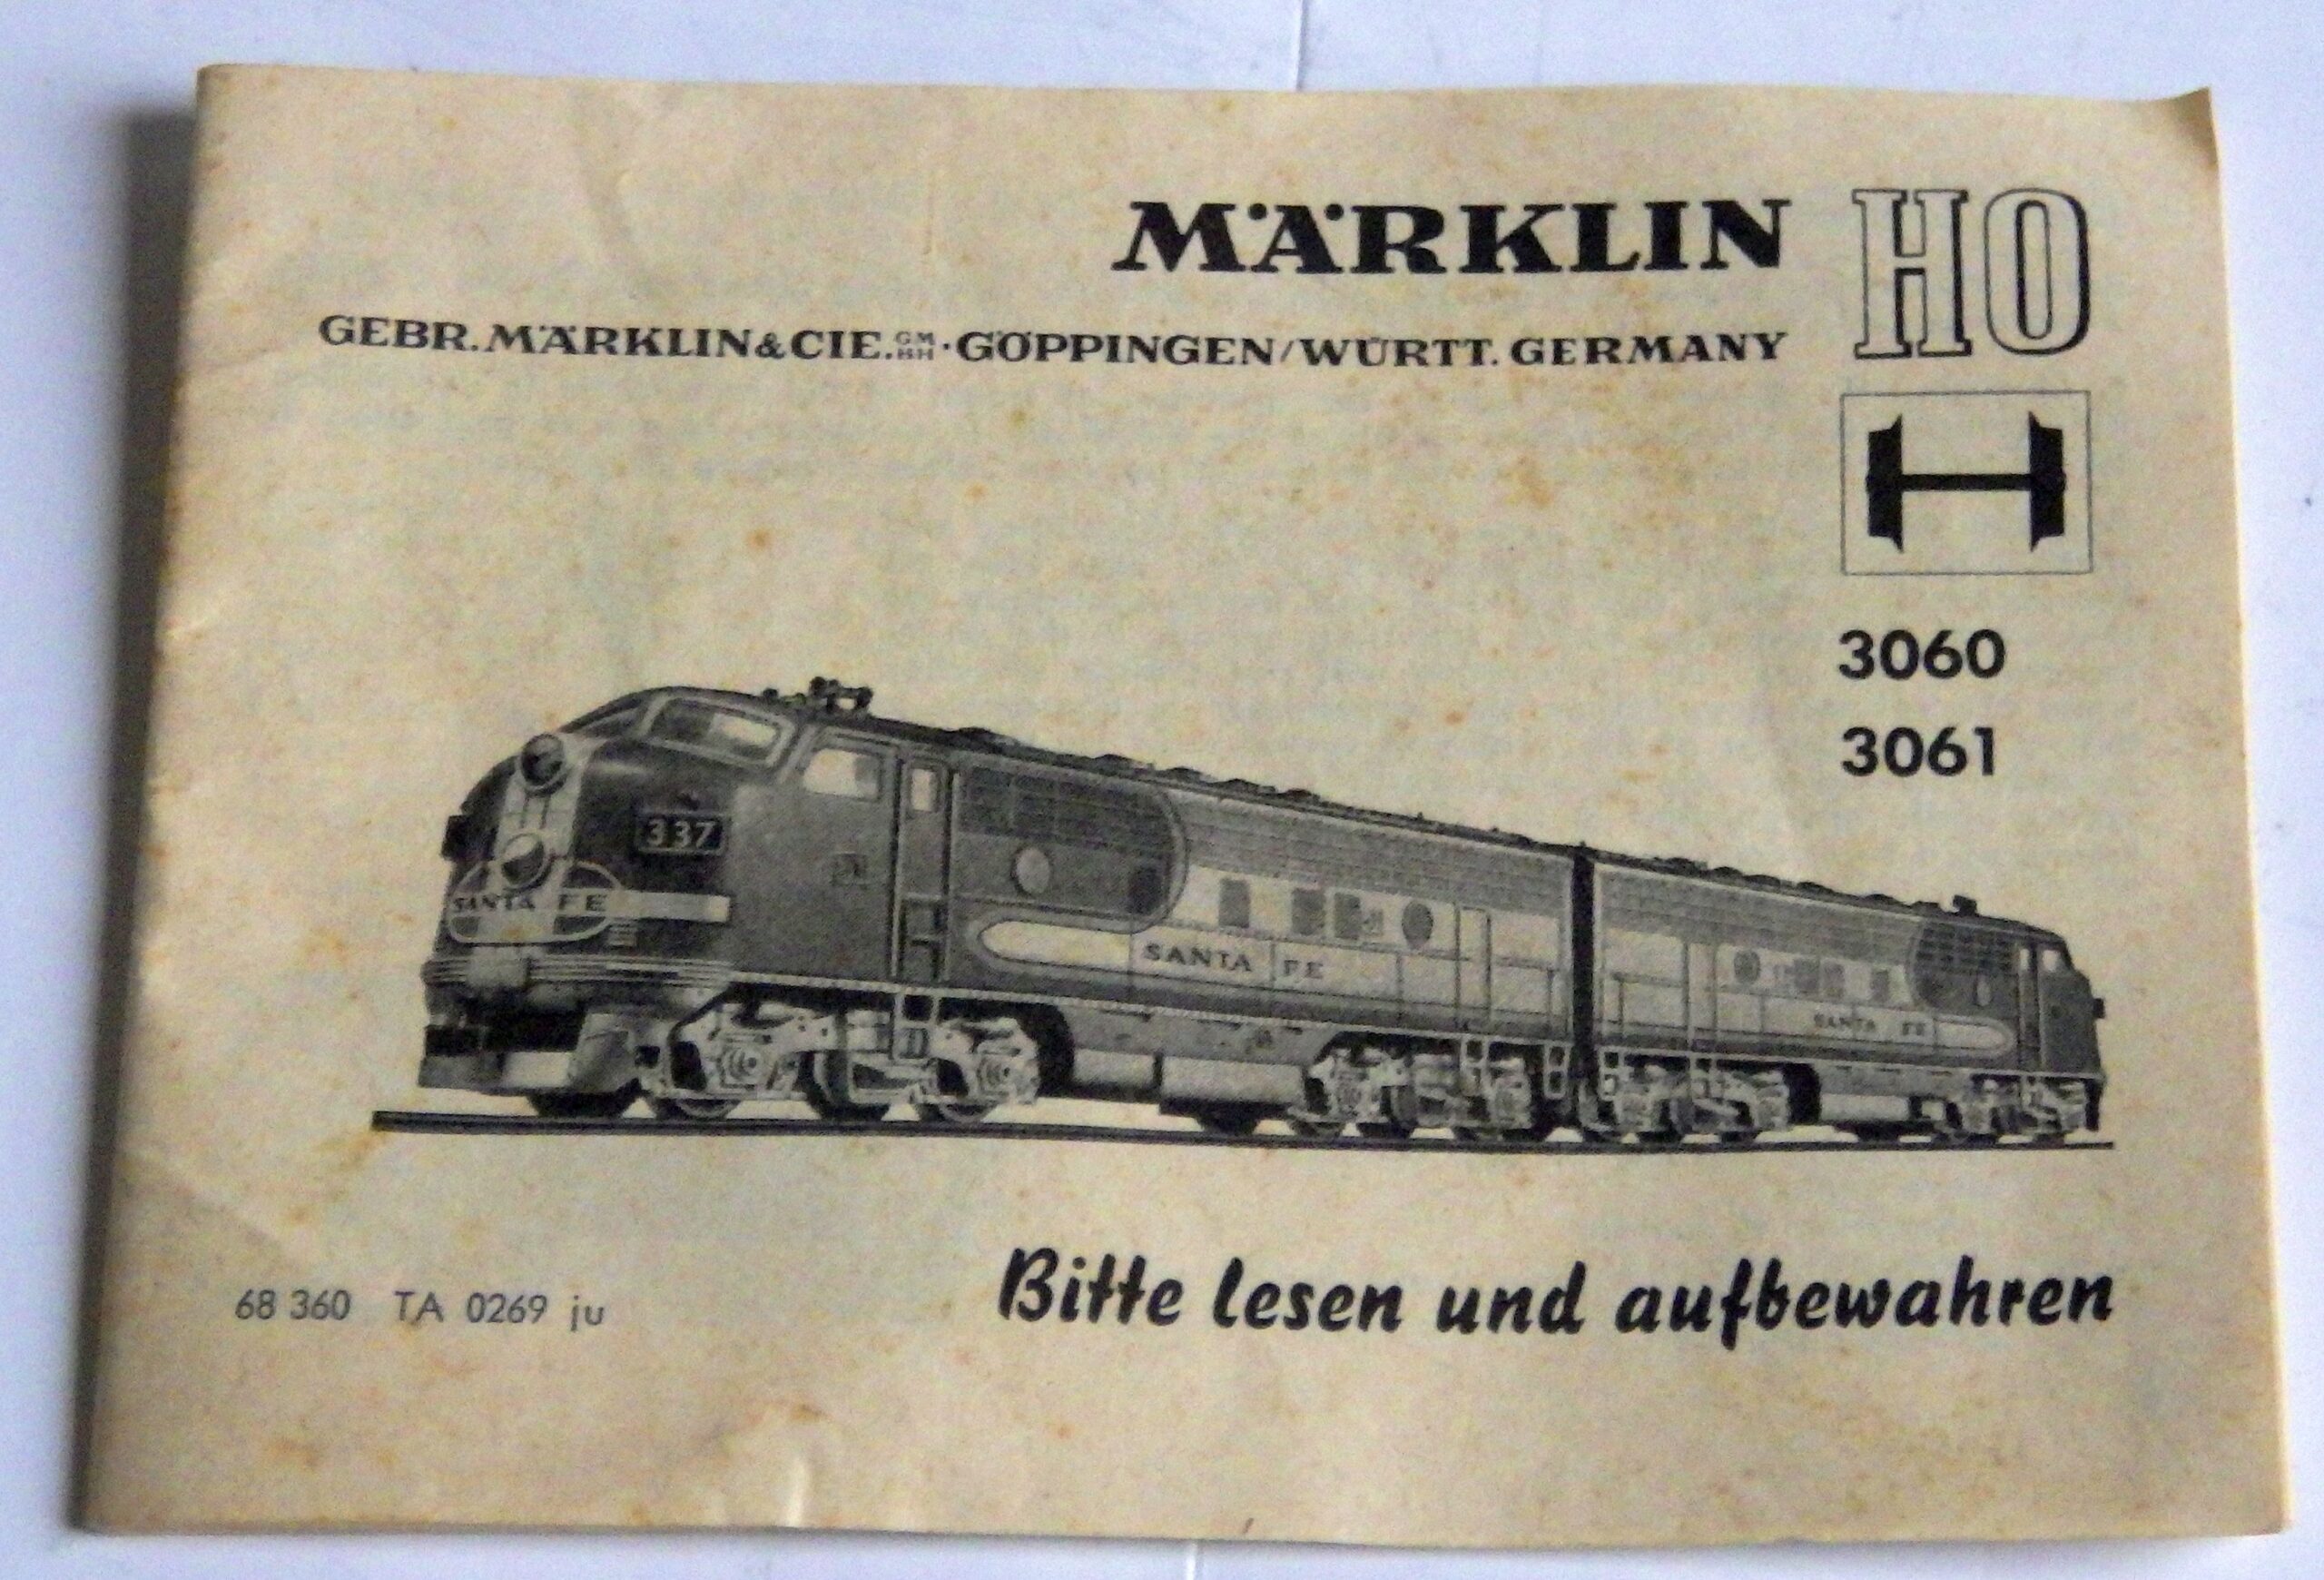 MÄRKLIN HO
GEBR. MÄRKLIN & CIE. GMBH · GÖPPINGEN/WÜRTT. GERMANY
3060
3061
337
SANTA FE
SANTA FE
SANTA FE
68 360 TA 0269 ju
Bitte lesen und aufbewahren